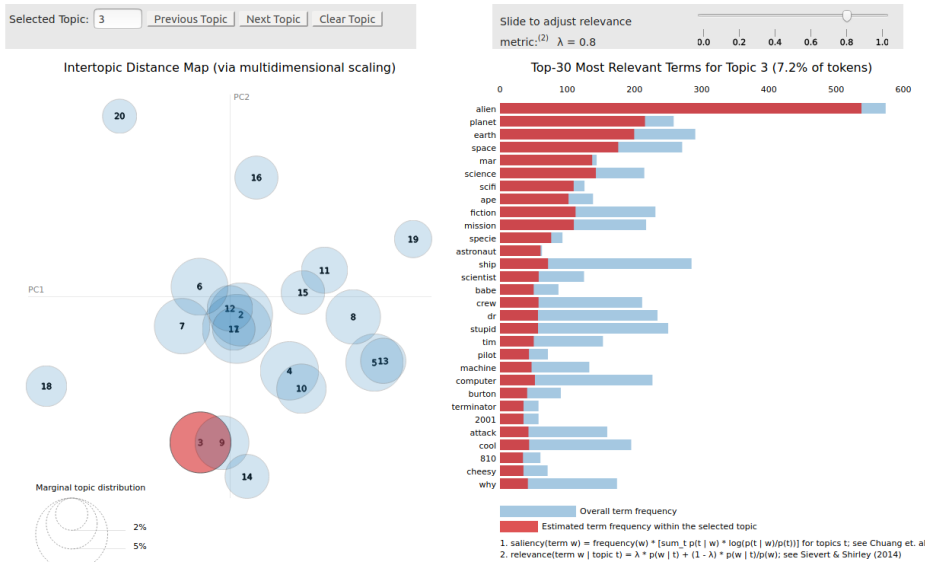 Selected Topic: 3 Previous Topic Next Topic Clear Topic
Slide to adjust relevance
metric:(2) λ = 0.8
0.0 0.2 0.4 0.6 0.8 1.0
Intertopic Distance Map (via multidimensional scaling)
PC2
PC1
20
16
19
11
6
15
12
2
8
7
5
13
4
10
18
3
9
14
Marginal topic distribution
2%
5%
Top-30 Most Relevant Terms for Topic 3 (7.2% of tokens)
0 100 200 300 400 500 600
alien
planet
earth
space
mar
science
scifi
ape
fiction
mission
specie
astronaut
ship
scientist
babe
crew
dr
stupid
tim
pilot
machine
computer
burton
terminator
2001
attack
cool
810
cheesy
why
Overall term frequency
Estimated term frequency within the selected topic
1. saliency(term w) = frequency(w) * [sum_t p(t | w) * log(p(t | w)/p(t))] for topics t; see Chuang et. al
2. relevance(term w | topic t) = λ * p(w | t) + (1 - λ) * p(w | t)/p(w); see Sievert & Shirley (2014)